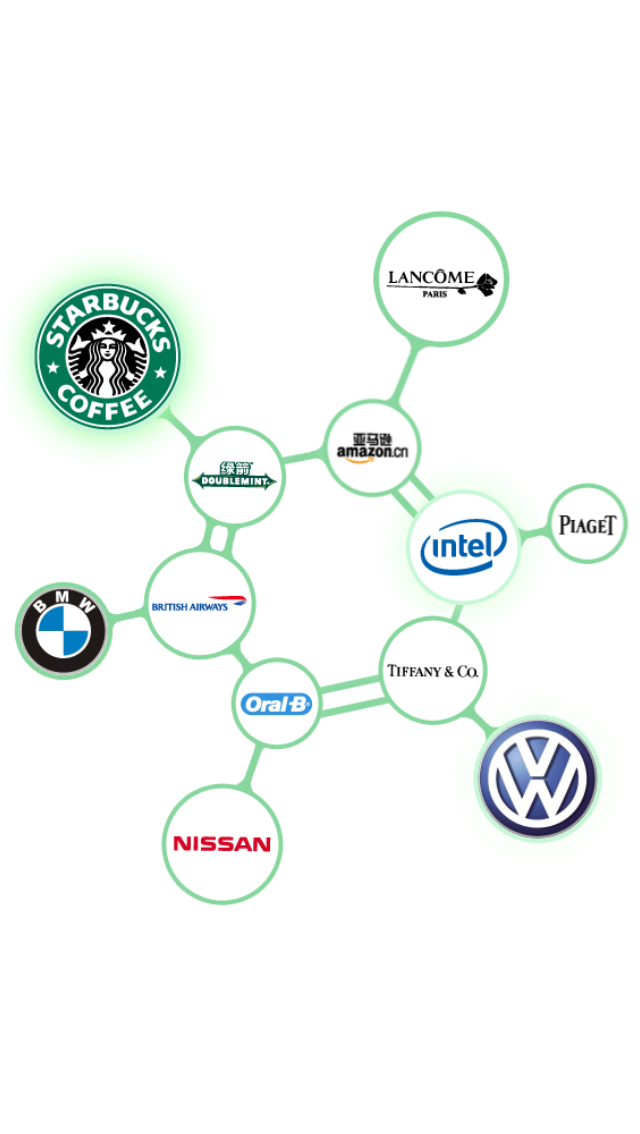 LANCÔME
PARIS
STARBUCKS
COFFEE
亚马逊
amazon.cn
绿箭
DOUBLEMINT.
PIAGET
intel
BRITISH AIRWAYS
BMW
TIFFANY & CO.
Oral-B
VW
NISSAN